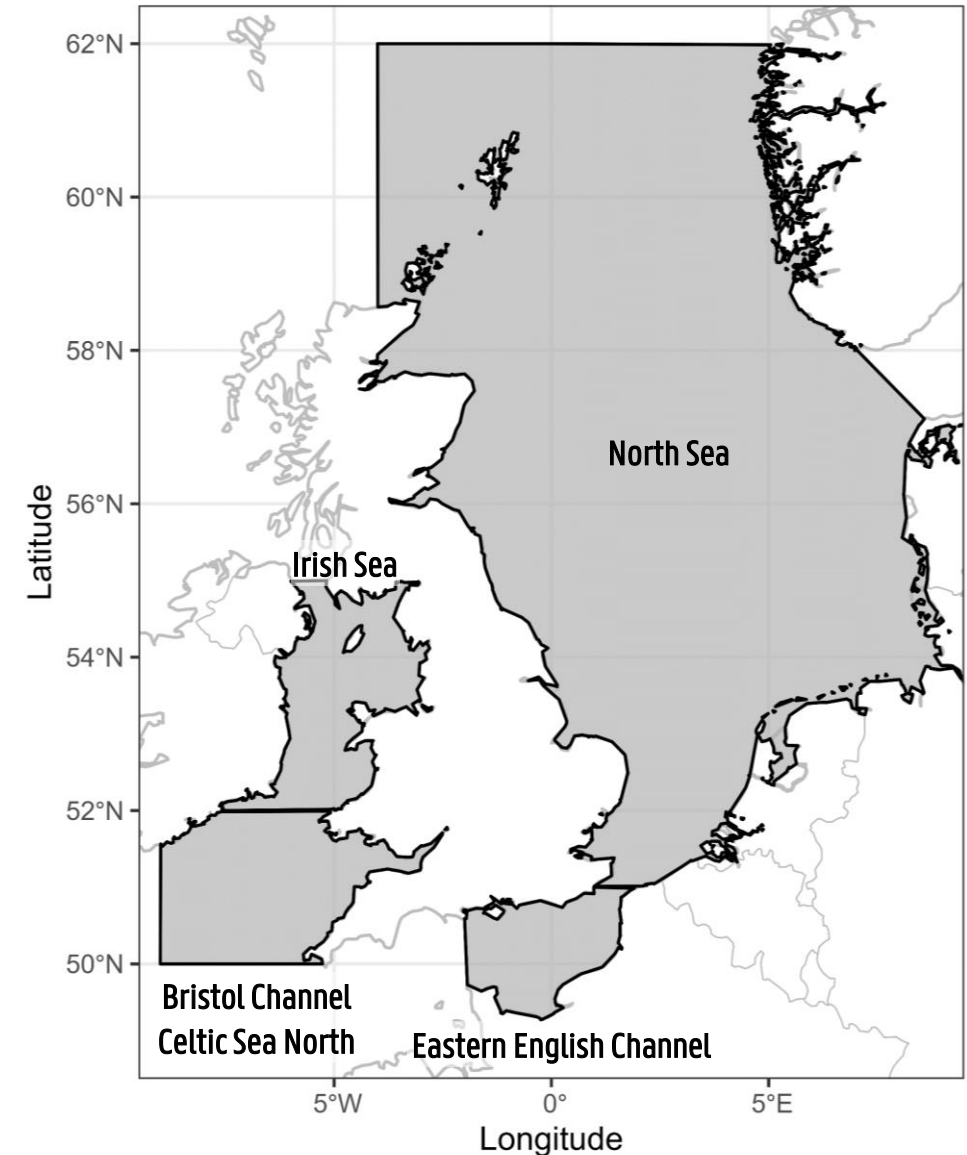 62°N
60°N
58°N
56°N
54°N
52°N
50°N
Latitude
North Sea
Irish Sea
Bristol Channel
Celtic Sea North
Eastern English Channel
5°W
0°
5°E
Longitude